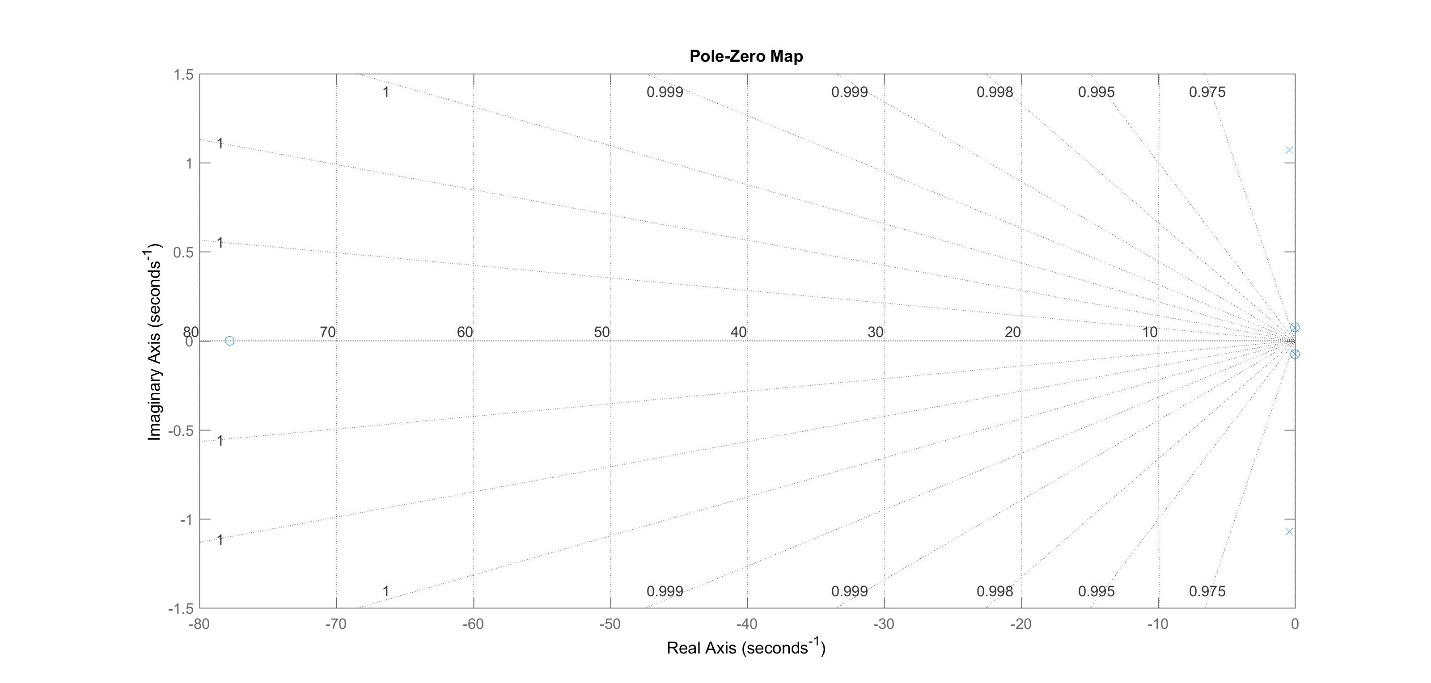 Pole-Zero Map
1.5
1 0.999 0.999 0.998 0.995 0.975
1
1
0.5
1
80 70 60 50 40 30 20 10
0
-0.5
1
-1
1
1 0.999 0.999 0.998 0.995 0.975
-1.5
-80 -70 -60 -50 -40 -30 -20 -10 0
Real Axis (seconds-1)
Imaginary Axis (seconds-1)